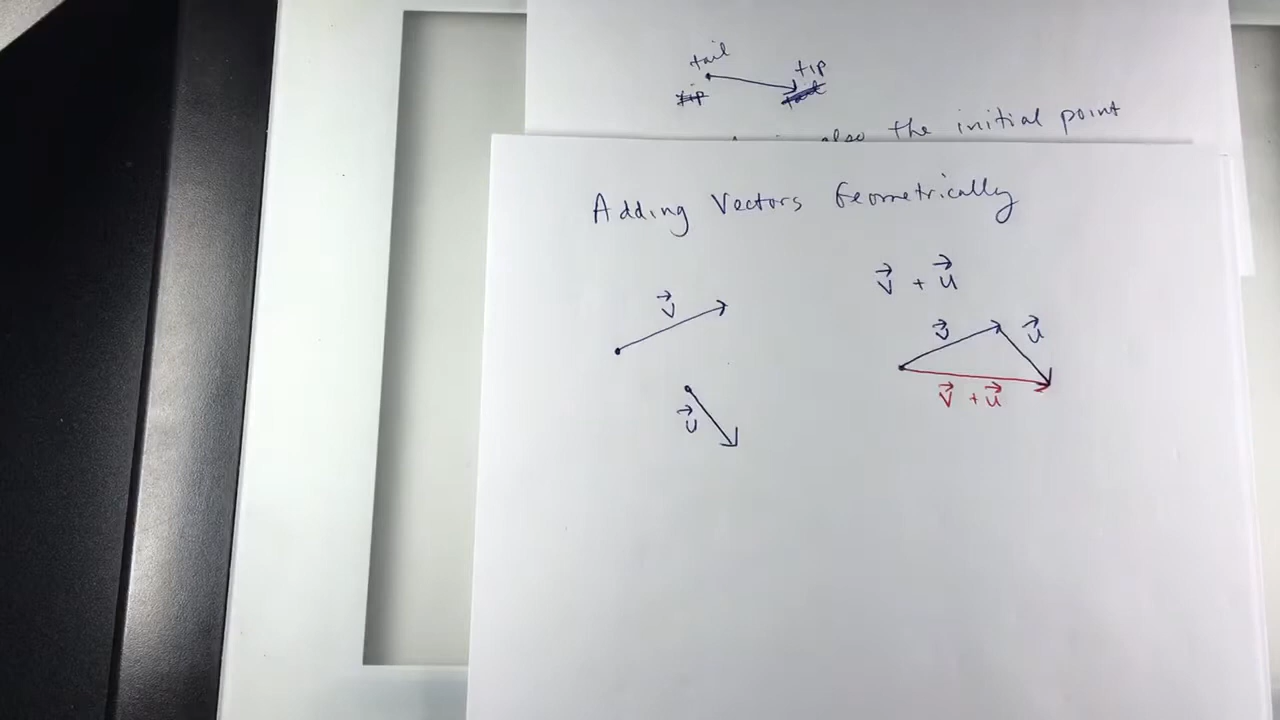 tail
tip
tip
tail
also the initial point
Adding Vectors Geometrically
v⃗ + u⃗
v⃗
v⃗
u⃗
v⃗ + u⃗
u⃗